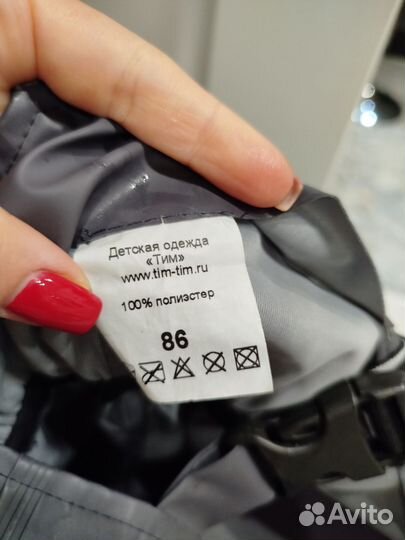 Детская одежда
«Тим»
www.tim-tim.ru
100% полиэстер
86
Avito